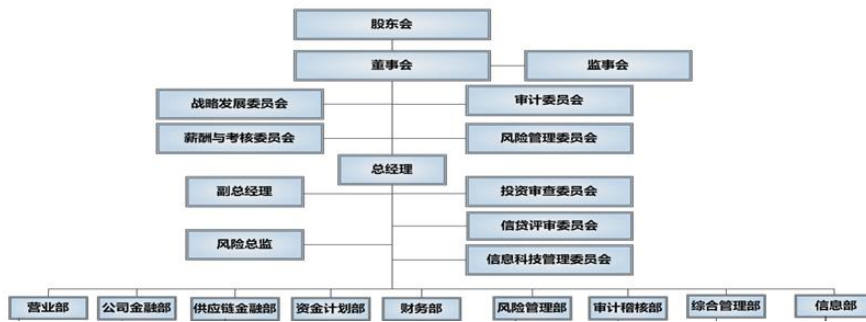 股东会
董事会
监事会
战略发展委员会
审计委员会
薪酬与考核委员会
风险管理委员会
总经理
副总经理
投资审查委员会
信贷评审委员会
风险总监
信息科技管理委员会
营业部
公司金融部
供应链金融部
资金计划部
财务部
风险管理部
审计稽核部
综合管理部
信息部